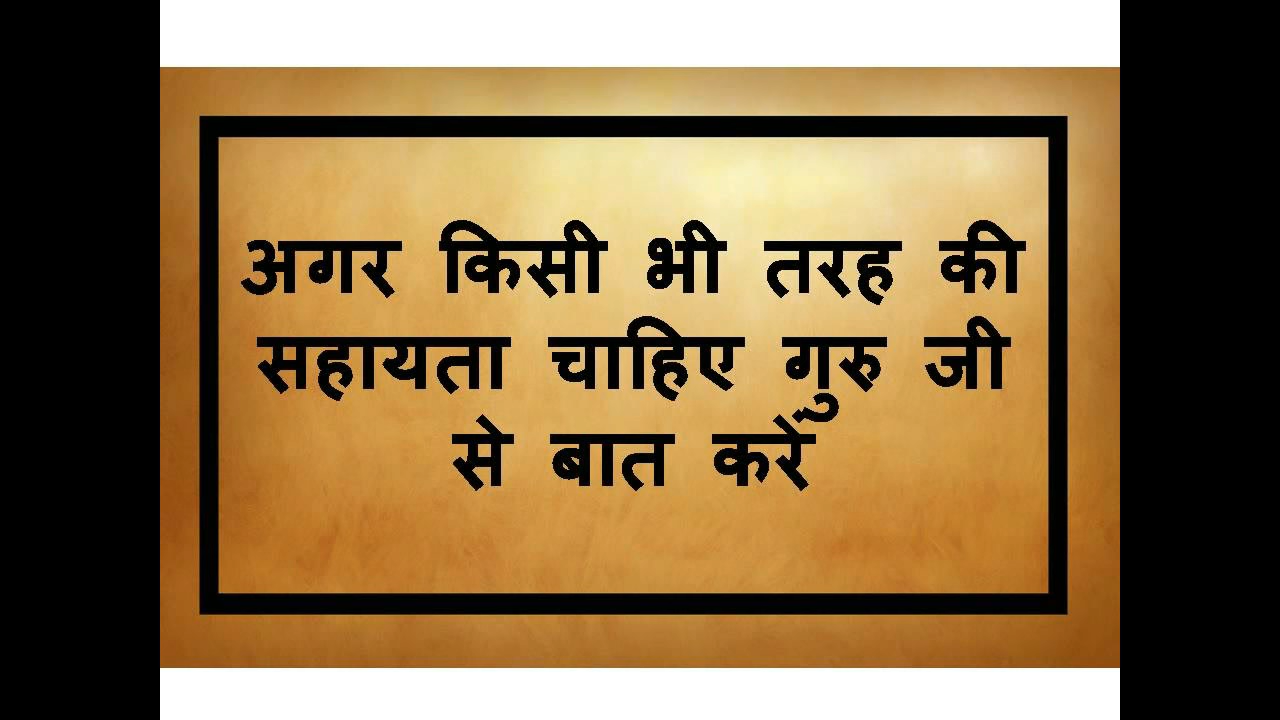 अगर किसी भी तरह की
सहायता चाहिए गुरु जी
से बात करें